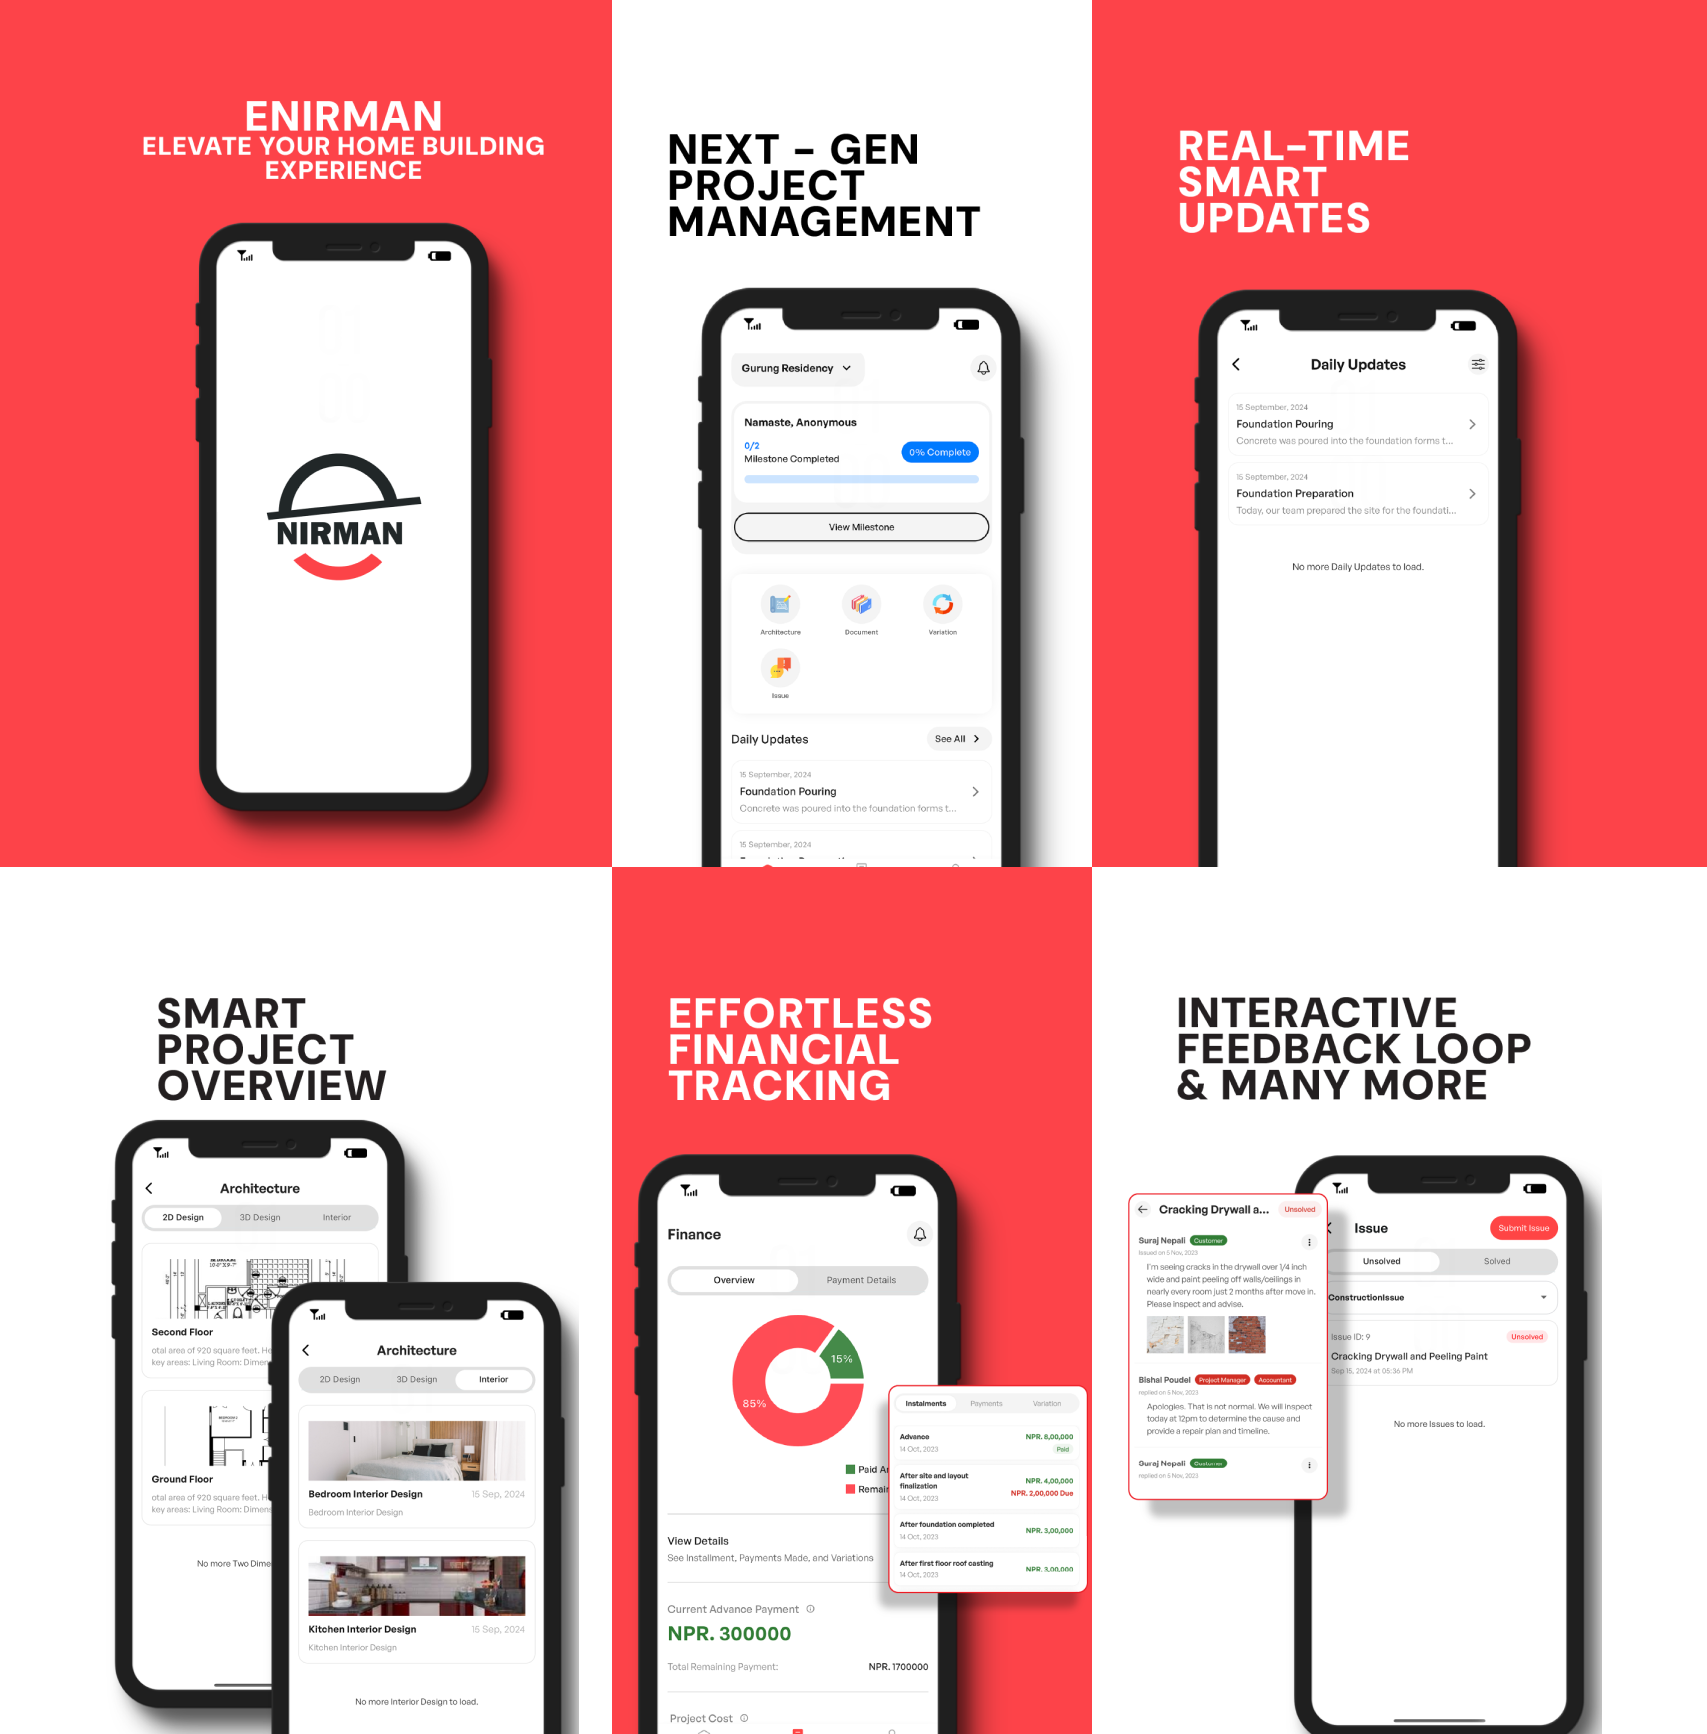 ENIRMAN
ELEVATE YOUR HOME BUILDING
EXPERIENCE
NIRMAN
NEXT - GEN
PROJECT
MANAGEMENT
Gurung Residency
Namaste, Anonymous
0/2
Milestone Completed
0% Complete
View Milestone
Architecture
Document
Variation
Issue
Daily Updates
See All
15 September, 2024
Foundation Pouring
Concrete was poured into the foundation forms t...
15 September, 2024
REAL-TIME
SMART
UPDATES
Daily Updates
15 September, 2024
Foundation Pouring
Concrete was poured into the foundation forms t...
15 September, 2024
Foundation Preparation
Today, our team prepared the site for the foundati...
No more Daily Updates to load.
SMART
PROJECT
OVERVIEW
Architecture
2D Design
3D Design
Interior
Second Floor
otal area of 920 square feet. He
key areas: Living Room: Dimen
Ground Floor
otal area of 920 square feet. H
key areas: Living Room: Dimens
No more Two Dime
Architecture
2D Design
3D Design
Interior
Bedroom Interior Design
15 Sep, 2024
Bedroom Interior Design
Kitchen Interior Design
15 Sep, 2024
Kitchen Interior Design
No more Interior Design to load.
EFFORTLESS
FINANCIAL
TRACKING
Finance
Overview
Payment Details
15%
85%
Paid A
Remai
View Details
See Installment, Payments Made, and Variations
Current Advance Payment
NPR. 300000
Total Remaining Payment:
NPR. 1700000
Project Cost
Instalments
Payments
Variation
Advance
NPR. 6,00,000
14 Oct, 2023
Paid
After site and layout
finalization
NPR. 4,00,000
14 Oct, 2023
NPR. 2,00,000 Due
After foundation completed
14 Oct, 2023
NPR. 3,00,000
After first floor roof casting
14 Oct, 2023
NPR. 3,00,000
INTERACTIVE
FEEDBACK LOOP
& MANY MORE
Cracking Drywall a...
Unsolved
Suraj Nepali
Customer
Issued on 5 Nov, 2023
I'm seeing cracks in the drywall over 1/4 inch
wide and paint peeling off walls/ceilings in
nearly every room just 2 months after move in.
Please inspect and advise.
Bishal Poudel
Project Manager
Accountant
replied on 5 Nov, 2023
Apologies. That is not normal. We will inspect
today at 12pm to determine the cause and
provide a repair plan and timeline.
Suraj Nepali
Customer
replied on 5 Nov, 2023
Issue
Submit Issue
Unsolved
Solved
ConstructionIssue
Issue ID: 9
Unsolved
Cracking Drywall and Peeling Paint
Sep 15, 2024 at 05:36 PM
No more Issues to load.